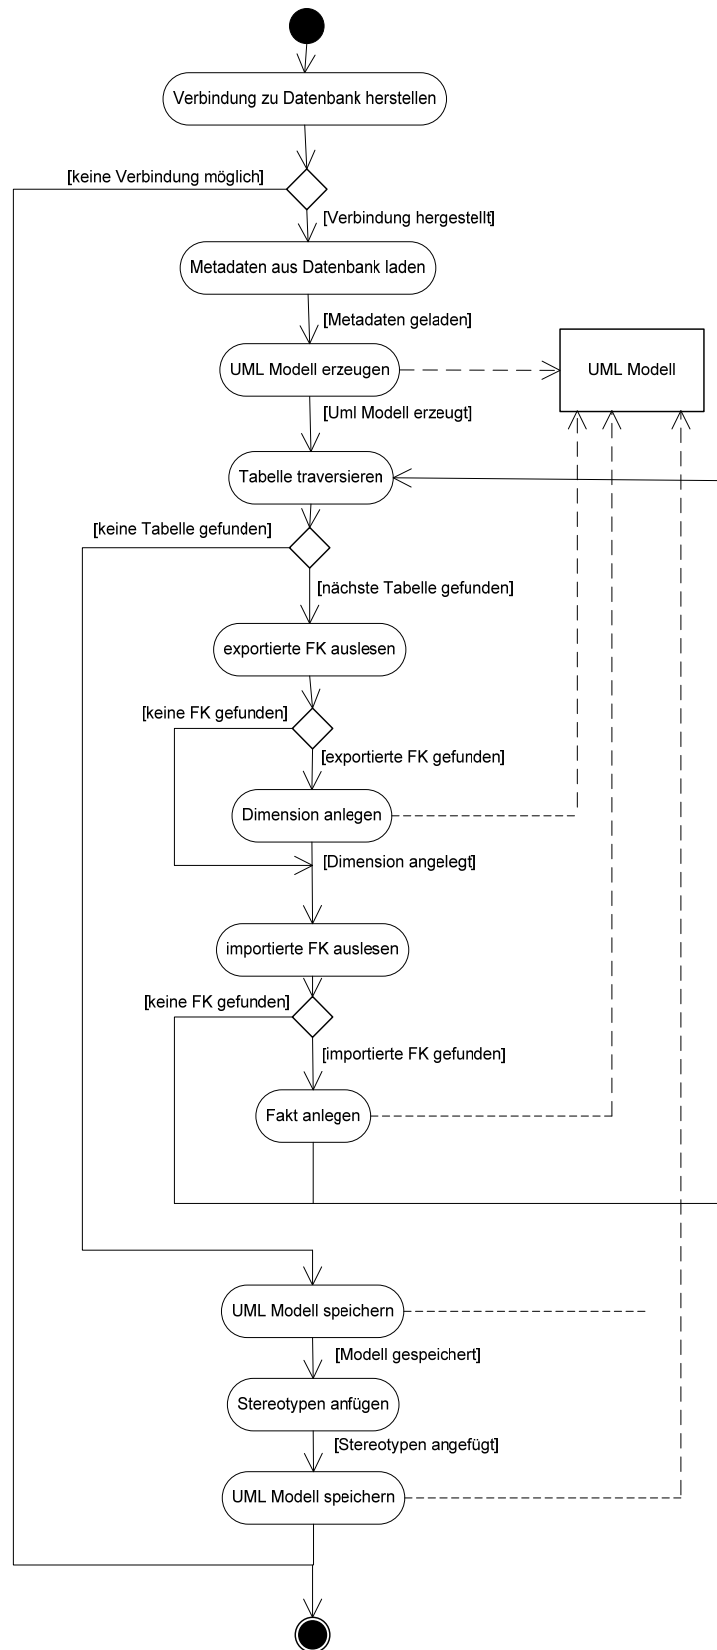 Verbindung zu Datenbank herstellen
[keine Verbindung möglich]
[Verbindung hergestellt]
Metadaten aus Datenbank laden
[Metadaten geladen]
UML Modell erzeugen
UML Modell
[Uml Modell erzeugt]
Tabelle traversieren
[keine Tabelle gefunden]
[nächste Tabelle gefunden]
exportierte FK auslesen
[keine FK gefunden]
[exportierte FK gefunden]
Dimension anlegen
[Dimension angelegt]
importierte FK auslesen
[keine FK gefunden]
[importierte FK gefunden]
Fakt anlegen
UML Modell speichern
[Modell gespeichert]
Stereotypen anfügen
[Stereotypen angefügt]
UML Modell speichern